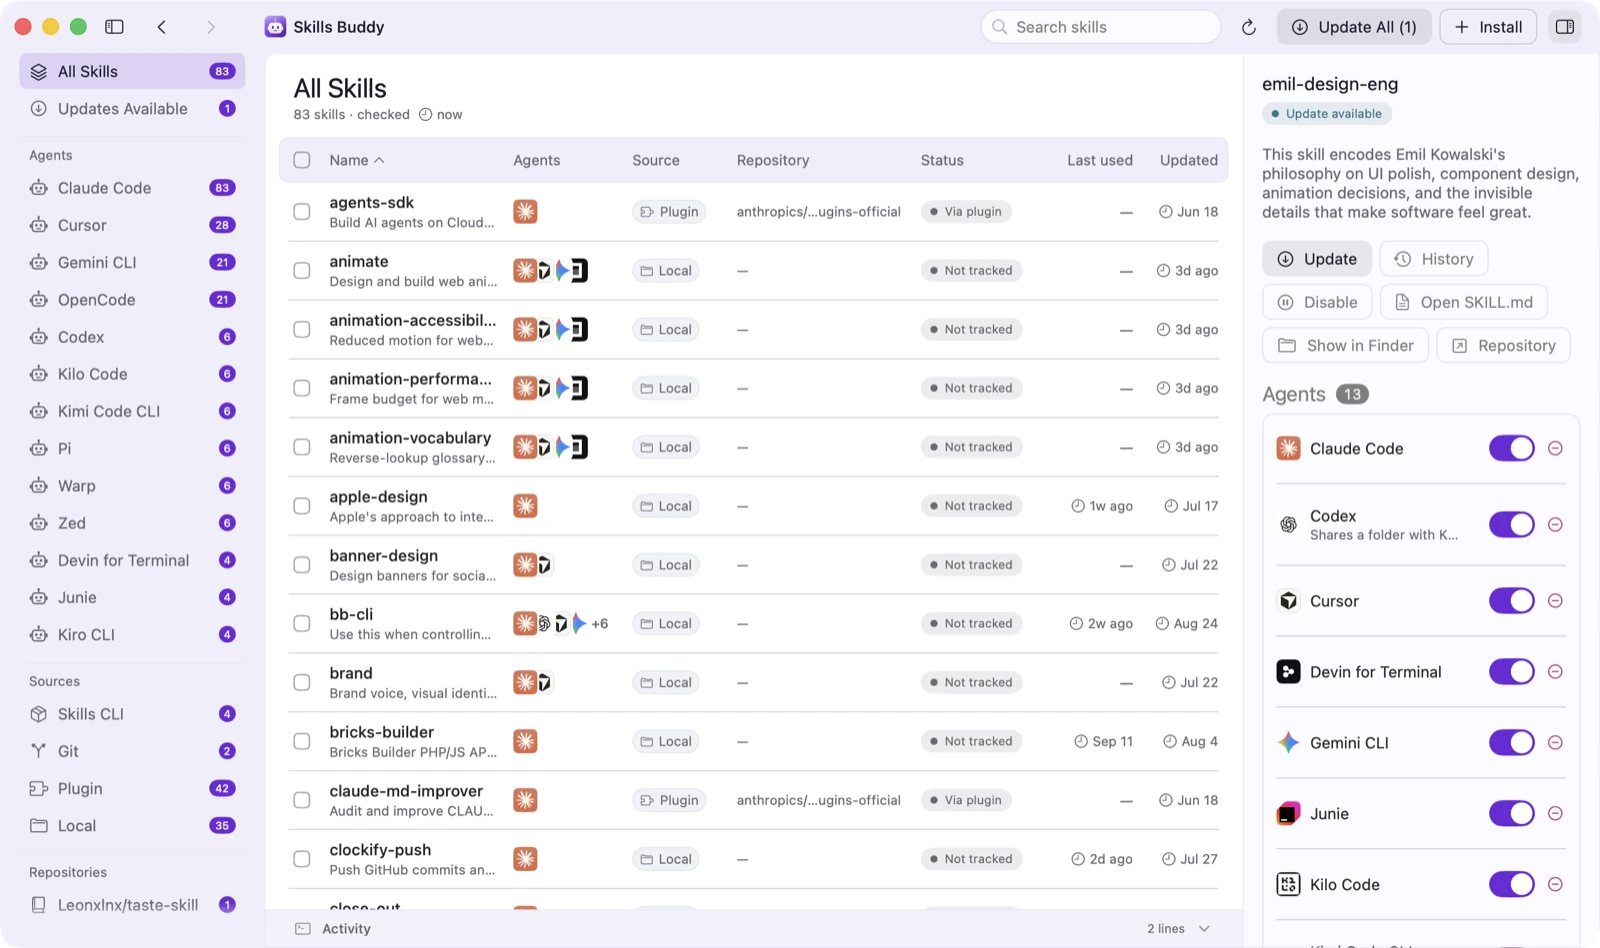 Skills Buddy
Search skills
Update All (1)
Install
All Skills 83
Updates Available 1
Agents
Claude Code 83
Cursor 28
Gemini CLI 21
OpenCode 21
Codex 6
Kilo Code 6
Kimi Code CLI 6
Pi 6
Warp 6
Zed 6
Devin for Terminal 4
Junie 4
Kiro CLI 4
Sources
Skills CLI 4
Git 2
Plugin 42
Local 35
Repositories
Leonxlnx/taste-skill 1
All Skills
83 skills · checked now
Name Agents Source Repository Status Last used Updated
agents-sdk
Build AI agents on Cloud...
Plugin anthropics/...ugins-official Via plugin — Jun 18
animate
Design and build web ani...
Local — Not tracked — 3d ago
animation-accessibil...
Reduced motion for web...
Local — Not tracked — 3d ago
animation-performa...
Frame budget for web m...
Local — Not tracked — 3d ago
animation-vocabulary
Reverse-lookup glossary...
Local — Not tracked — 3d ago
apple-design
Apple's approach to inte...
Local — Not tracked 1w ago Jul 17
banner-design
Design banners for socia...
Local — Not tracked — Jul 22
bb-cli
Use this when controllin...
+6 Local — Not tracked 2w ago Aug 24
brand
Brand voice, visual identi...
Local — Not tracked — Jul 22
bricks-builder
Bricks Builder PHP/JS AP...
Local — Not tracked Sep 11 Aug 4
claude-md-improver
Audit and improve CLAU...
Plugin anthropics/...ugins-official Via plugin — Jun 18
clockify-push
Push GitHub commits an...
Local — Not tracked 2d ago Jul 27
close-out
Activity
2 lines
emil-design-eng
Update available
This skill encodes Emil Kowalski's
philosophy on UI polish, component design,
animation decisions, and the invisible
details that make software feel great.
Update History
Disable Open SKILL.md
Show in Finder Repository
Agents 13
Claude Code
Codex
Shares a folder with K...
Cursor
Devin for Terminal
Gemini CLI
Junie
Kilo Code